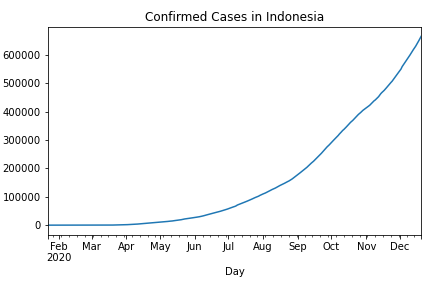 Confirmed Cases in Indonesia
600000
500000
400000
300000
200000
100000
0
Feb Mar Apr May Jun Jul Aug Sep Oct Nov Dec
2020
Day